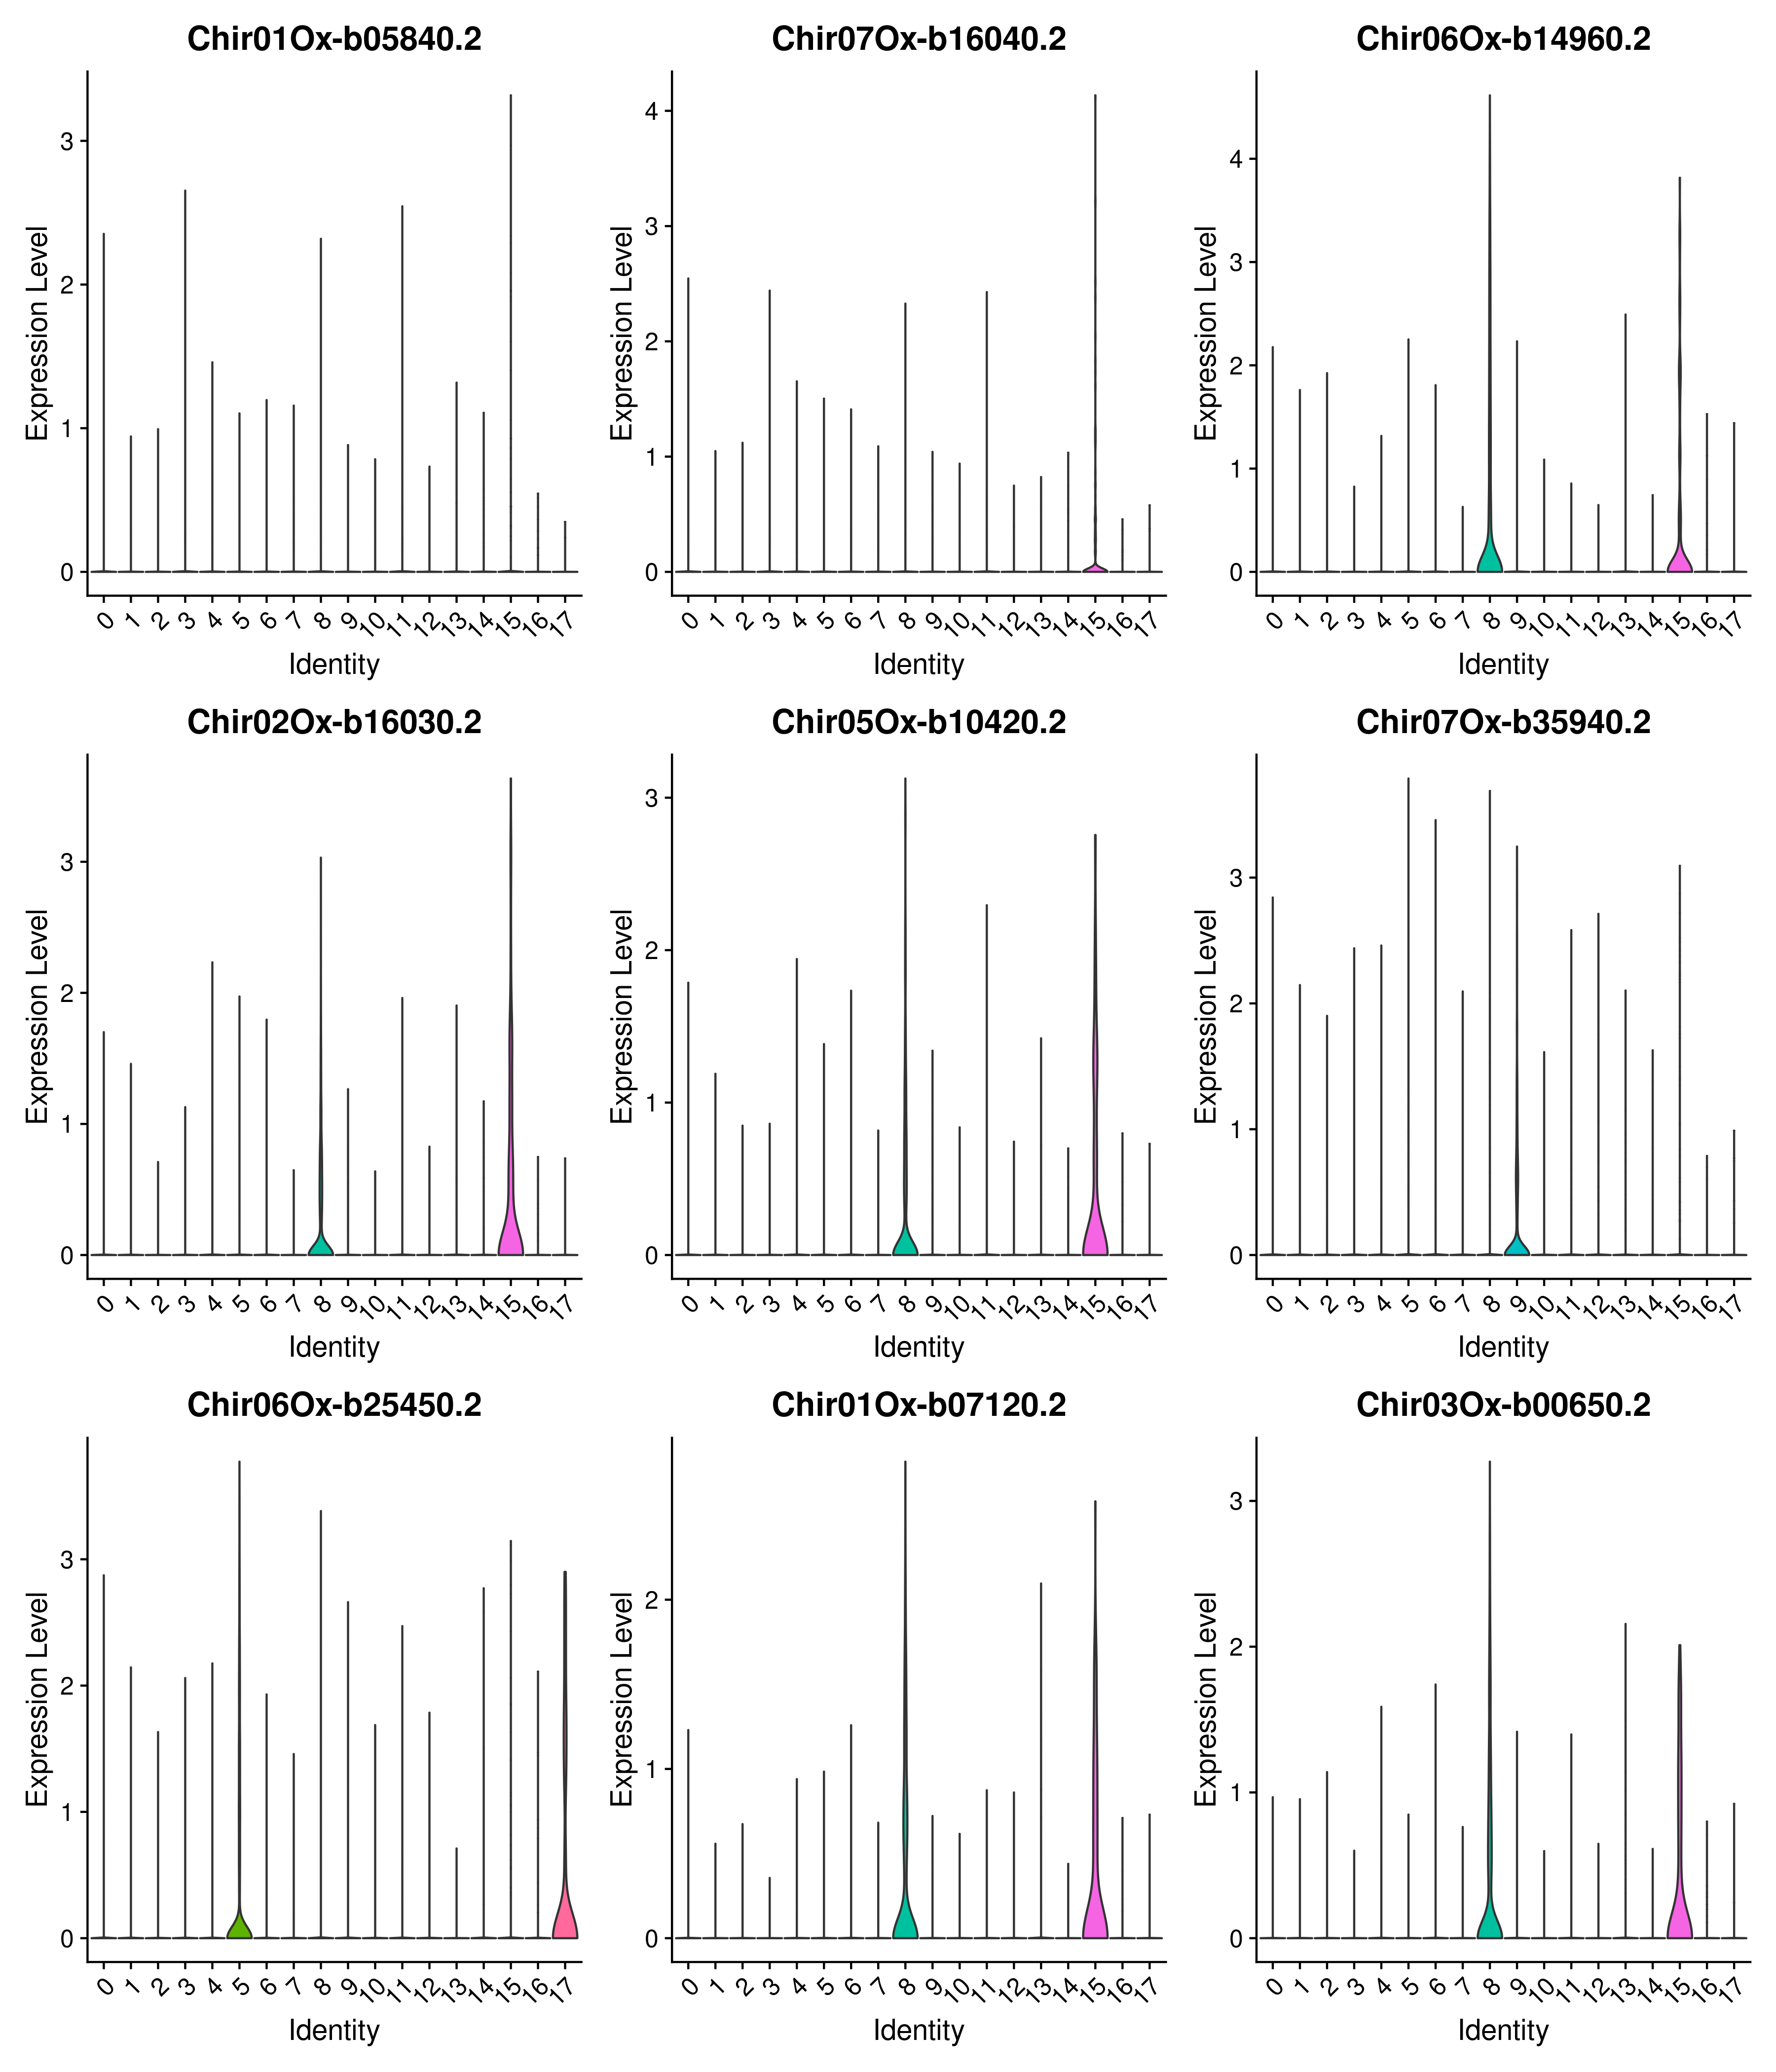 Chir01Ox-b05840.2
Chir07Ox-b16040.2
Chir06Ox-b14960.2
Expression Level
3
2
1
0
Expression Level
4
3
2
1
0
Expression Level
4
3
2
1
0
0 1 2 3 4 5 6 7 8 9 10 11 12 13 14 15 16 17
0 1 2 3 4 5 6 7 8 9 10 11 12 13 14 15 16 17
0 1 2 3 4 5 6 7 8 9 10 11 12 13 14 15 16 17
Identity
Identity
Identity
Chir02Ox-b16030.2
Chir05Ox-b10420.2
Chir07Ox-b35940.2
Expression Level
3
2
1
0
Expression Level
3
2
1
0
Expression Level
3
2
1
0
0 1 2 3 4 5 6 7 8 9 10 11 12 13 14 15 16 17
0 1 2 3 4 5 6 7 8 9 10 11 12 13 14 15 16 17
0 1 2 3 4 5 6 7 8 9 10 11 12 13 14 15 16 17
Identity
Identity
Identity
Chir06Ox-b25450.2
Chir01Ox-b07120.2
Chir03Ox-b00650.2
Expression Level
3
2
1
0
Expression Level
2
1
0
Expression Level
3
2
1
0
0 1 2 3 4 5 6 7 8 9 10 11 12 13 14 15 16 17
0 1 2 3 4 5 6 7 8 9 10 11 12 13 14 15 16 17
0 1 2 3 4 5 6 7 8 9 10 11 12 13 14 15 16 17
Identity
Identity
Identity